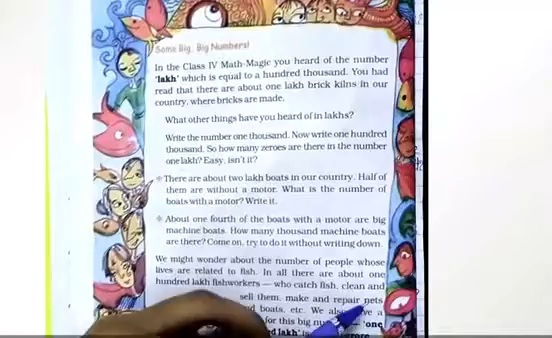 Some Big, Big Numbers!
In the Class IV Math-Magic you heard of the number
'lakh' which is equal to a hundred thousand. You had
read that there are about one lakh brick kilns in our
country, where bricks are made.
What other things have you heard of in lakhs?
Write the number one thousand. Now write one hundred
thousand. So how many zeroes are there in the number
one lakh? Easy, isn't it?
There are about two lakh boats in our country. Half of
them are without a motor. What is the number of
boats with a motor? Write it.
About one fourth of the boats with a motor are big
machine boats. How many thousand machine boats
are there? Come on, try to do it without writing down.
We might wonder about the number of people whose
lives are related to fish. In all there are about one
hundred lakh fishworkers — who catch fish, clean and
sell them, make and repair nets
boats, etc. We a
for this big 'one
lakh'